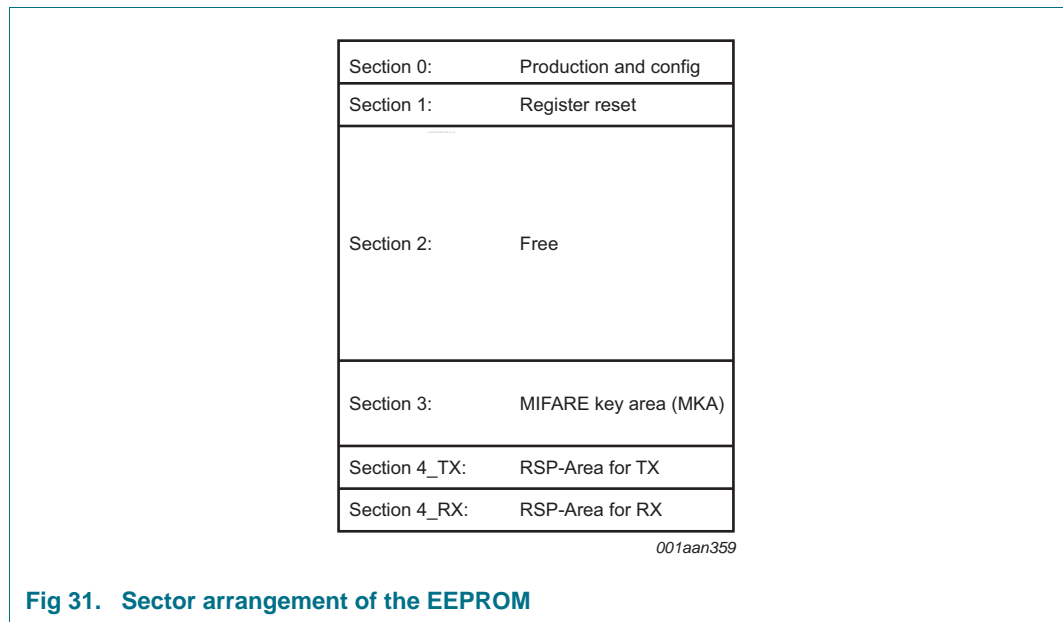 Section 0: Production and config
Section 1: Register reset
Section 2: Free
Section 3: MIFARE key area (MKA)
Section 4_TX: RSP-Area for TX
Section 4_RX: RSP-Area for RX
001aan359
Fig 31. Sector arrangement of the EEPROM